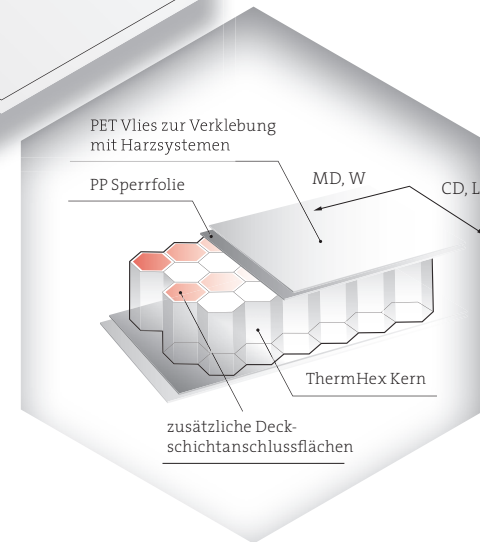 PET Vlies zur Verklebung
mit Harzsystemen
PP Sperrfolie
MD, W
CD, L
ThermHex Kern
zusätzliche Deck-
schichtanschlussflächen